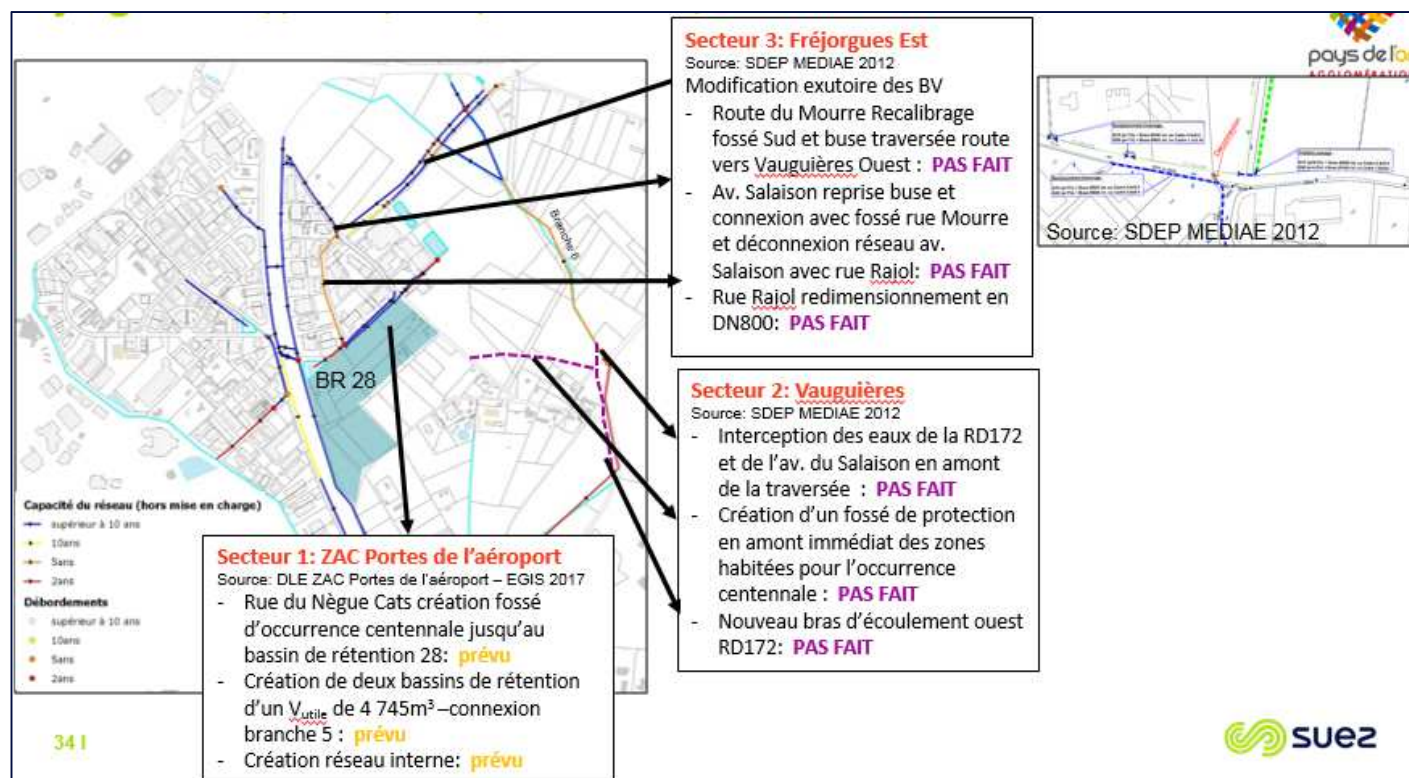 Secteur 3: Fréjorgues Est
Source: SDEP MEDIAE 2012
Modification exutoire des BV
- Route du Mourre Recalibrage
fossé Sud et buse traversée route
vers Vauguières Ouest : PAS FAIT
- Av. Salaison reprise buse et
connexion avec fossé rue Mourre
et déconnexion réseau av.
Salaison avec rue Rajol: PAS FAIT
- Rue Rajol redimensionnement en
DN800: PAS FAIT
pays de l'o
AGGLOMÉRATION
Source: SDEP MEDIAE 2012
Branche 6
BR 28
Secteur 2: Vauguières
Source: SDEP MEDIAE 2012
- Interception des eaux de la RD172
et de l'av. du Salaison en amont
de la traversée : PAS FAIT
- Création d'un fossé de protection
en amont immédiat des zones
habitées pour l'occurrence
centennale : PAS FAIT
- Nouveau bras d'écoulement ouest
RD172: PAS FAIT
Capacité du réseau (hors mise en charge)
supérieur à 10 ans
10ans
5ans
2ans
Débordements
supérieur à 10 ans
10ans
5ans
2ans
Secteur 1: ZAC Portes de l'aéroport
Source: DLE ZAC Portes de l'aéroport – EGIS 2017
- Rue du Nègue Cats création fossé
d'occurrence centennale jusqu'au
bassin de rétention 28: prévu
- Création de deux bassins de rétention
d'un Vutile de 4 745m³ –connexion
branche 5 : prévu
- Création réseau interne: prévu
34 I
suez